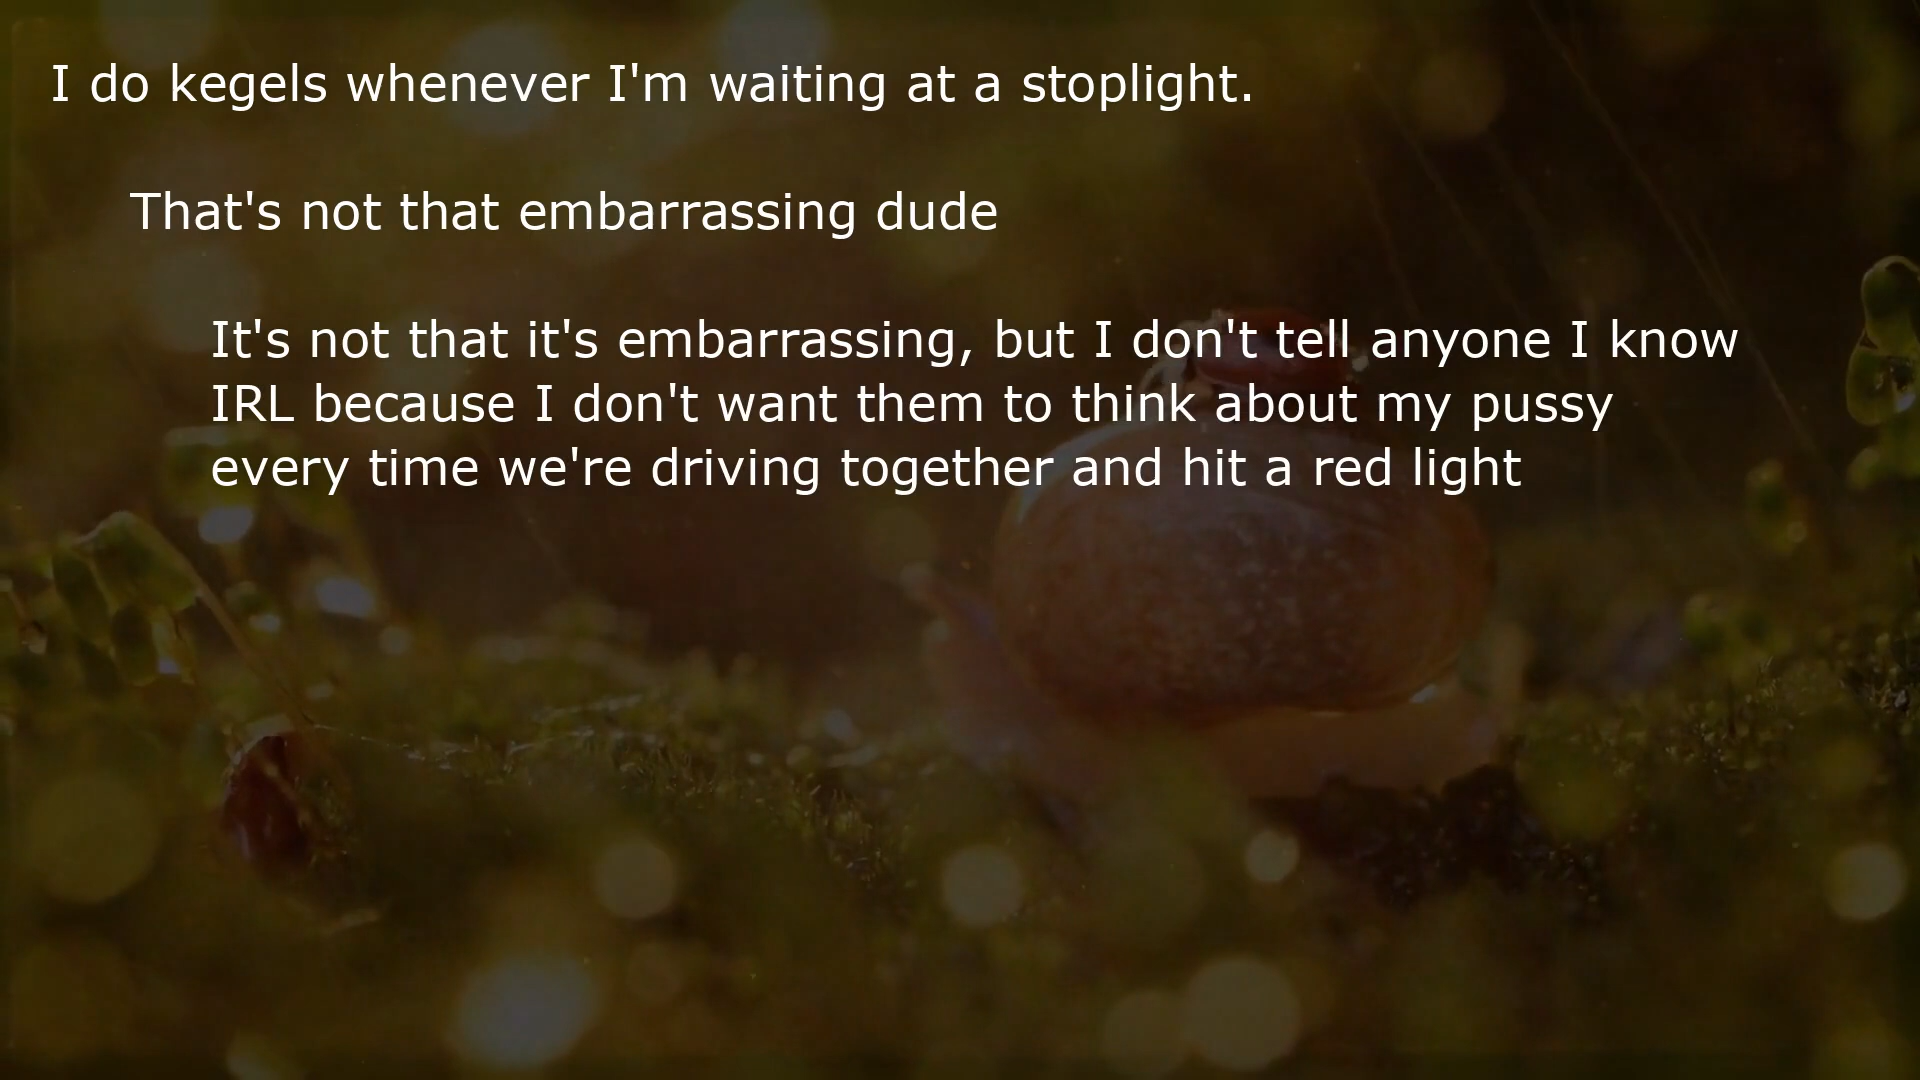 I do kegels whenever I'm waiting at a stoplight.
That's not that embarrassing dude
It's not that it's embarrassing, but I don't tell anyone I know
IRL because I don't want them to think about my pussy
every time we're driving together and hit a red light